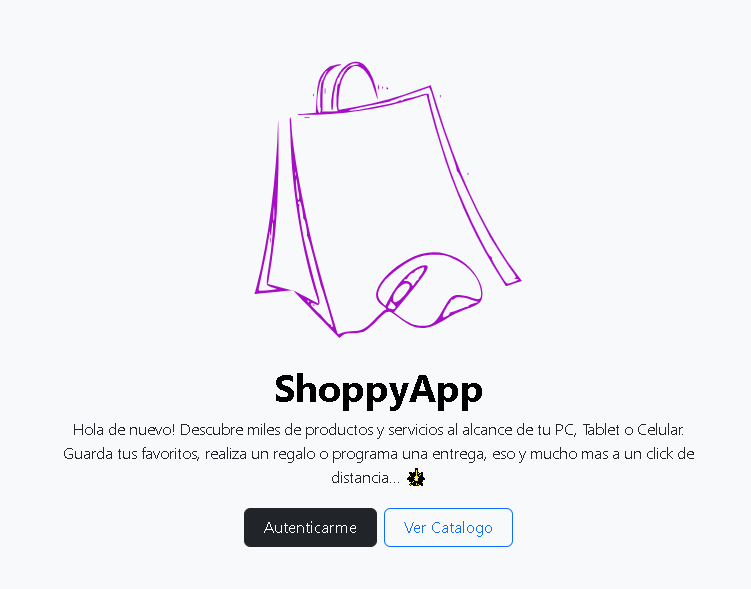 ShoppyApp
Hola de nuevo! Descubre miles de productos y servicios al alcance de tu PC, Tablet o Celular.
Guarda tus favoritos, realiza un regalo o programa una entrega, eso y mucho mas a un click de
distancia...
Autenticarme
Ver Catalogo